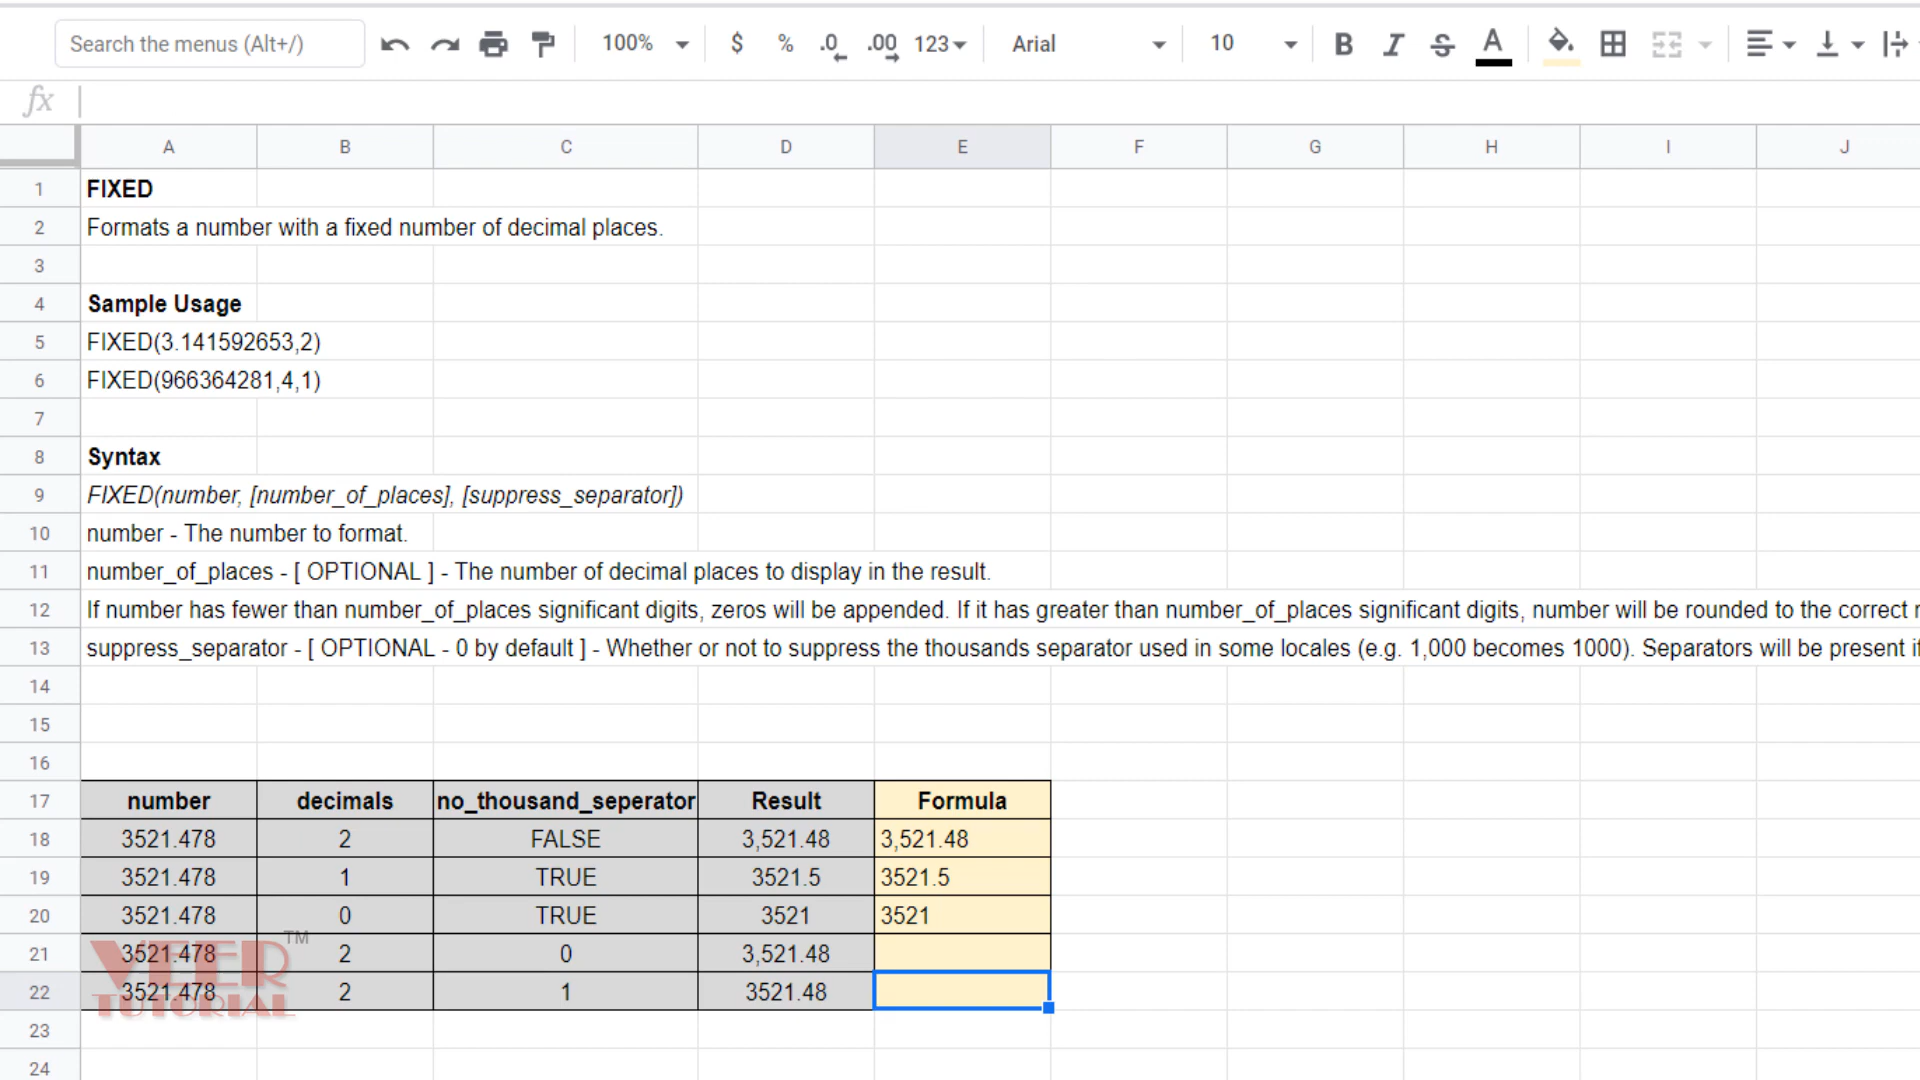 Search the menus (Alt+/) 100% $ % .0 .00 123 Arial 10 B I S A
fx
A B C D E F G H I J
1 FIXED
2 Formats a number with a fixed number of decimal places.
3
4 Sample Usage
5 FIXED(3.141592653,2)
6 FIXED(966364281,4,1)
7
8 Syntax
9 FIXED(number, [number_of_places], [suppress_separator])
10 number - The number to format.
11 number_of_places - [ OPTIONAL ] - The number of decimal places to display in the result.
12 If number has fewer than number_of_places significant digits, zeros will be appended. If it has greater than number_of_places significant digits, number will be rounded to the correct
13 suppress_separator - [ OPTIONAL - 0 by default ] - Whether or not to suppress the thousands separator used in some locales (e.g. 1,000 becomes 1000). Separators will be present
14
15
16
17 number decimals no_thousand_seperator Result Formula
18 3521.478 2 FALSE 3,521.48 3,521.48
19 3521.478 1 TRUE 3521.5 3521.5
20 3521.478 0 TRUE 3521 3521
21 3521.478 2 0 3,521.48
22 3521.478 2 1 3521.48
23
24
VEER TM
TUTORIAL